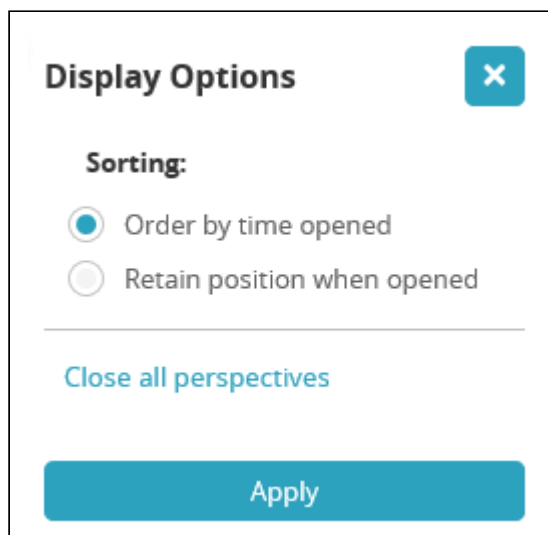 Display Options
Sorting:
Order by time opened
Retain position when opened
Close all perspectives
Apply